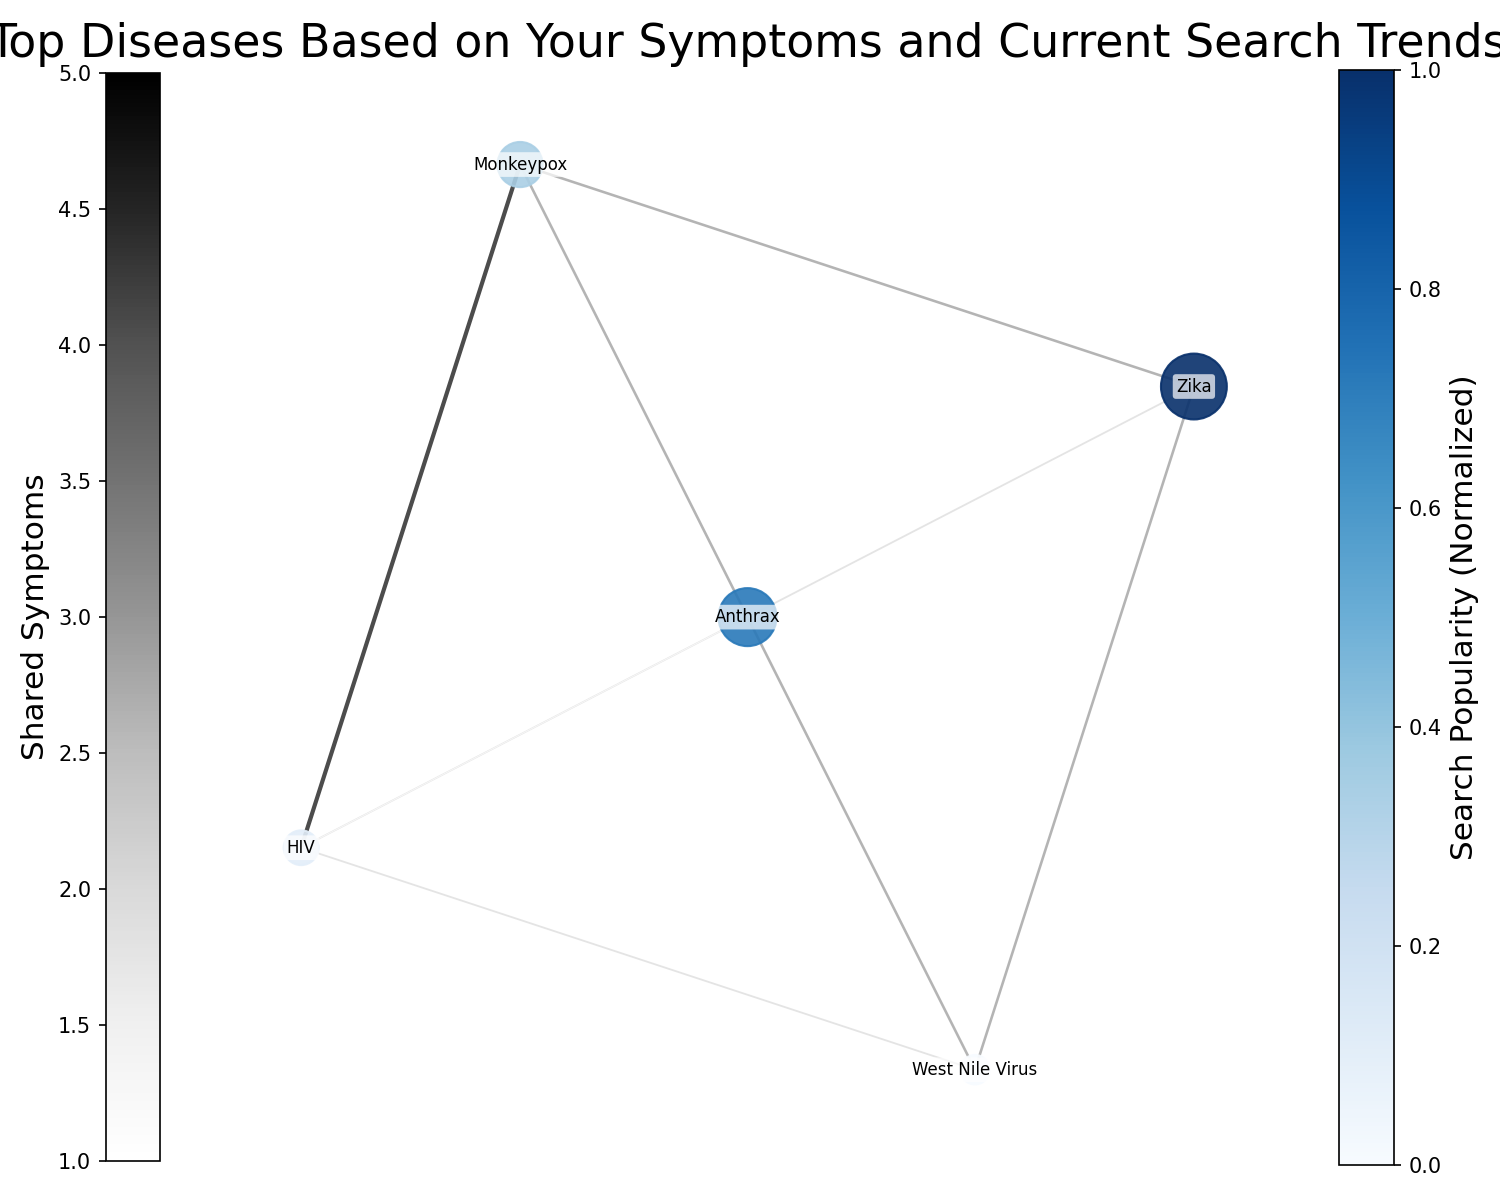 Top Diseases Based on Your Symptoms and Current Search Trends
5.0
4.5
4.0
3.5
3.0
2.5
2.0
1.5
1.0
Shared Symptoms
Monkeypox
Zika
Anthrax
HIV
West Nile Virus
1.0
0.8
0.6
0.4
0.2
0.0
Search Popularity (Normalized)